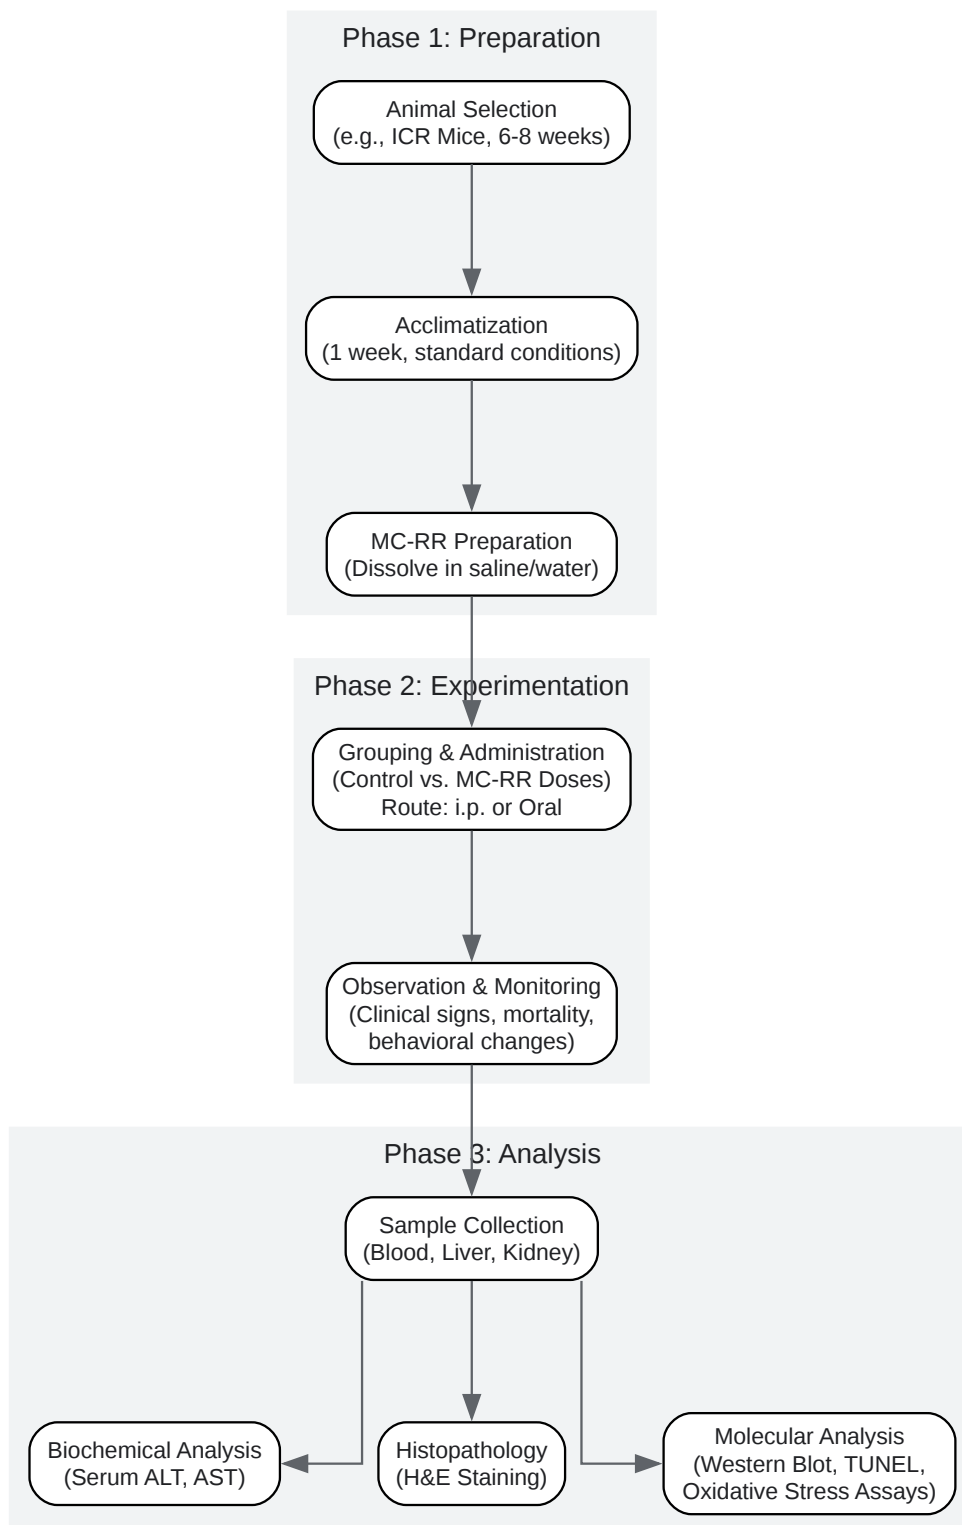 Phase 1: Preparation
Animal Selection
(e.g., ICR Mice, 6-8 weeks)
Acclimatization
(1 week, standard conditions)
MC-RR Preparation
(Dissolve in saline/water)
Phase 2: Experimentation
Grouping & Administration
(Control vs. MC-RR Doses)
Route: i.p. or Oral
Observation & Monitoring
(Clinical signs, mortality,
behavioral changes)
Phase 3: Analysis
Sample Collection
(Blood, Liver, Kidney)
Biochemical Analysis
(Serum ALT, AST)
Histopathology
(H&E Staining)
Molecular Analysis
(Western Blot, TUNEL,
Oxidative Stress Assays)